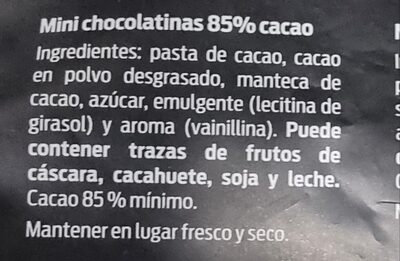 Mini chocolatinas 85% cacao
Ingredientes: pasta de cacao, cacao
en polvo desgrasado, manteca de
cacao, azúcar, emulgente (lecitina de
girasol) y aroma (vainillina). Puede
contener trazas de frutos de
cáscara, cacahuete, soja y leche.
Cacao 85 % mínimo.
Mantener en lugar fresco y seco.